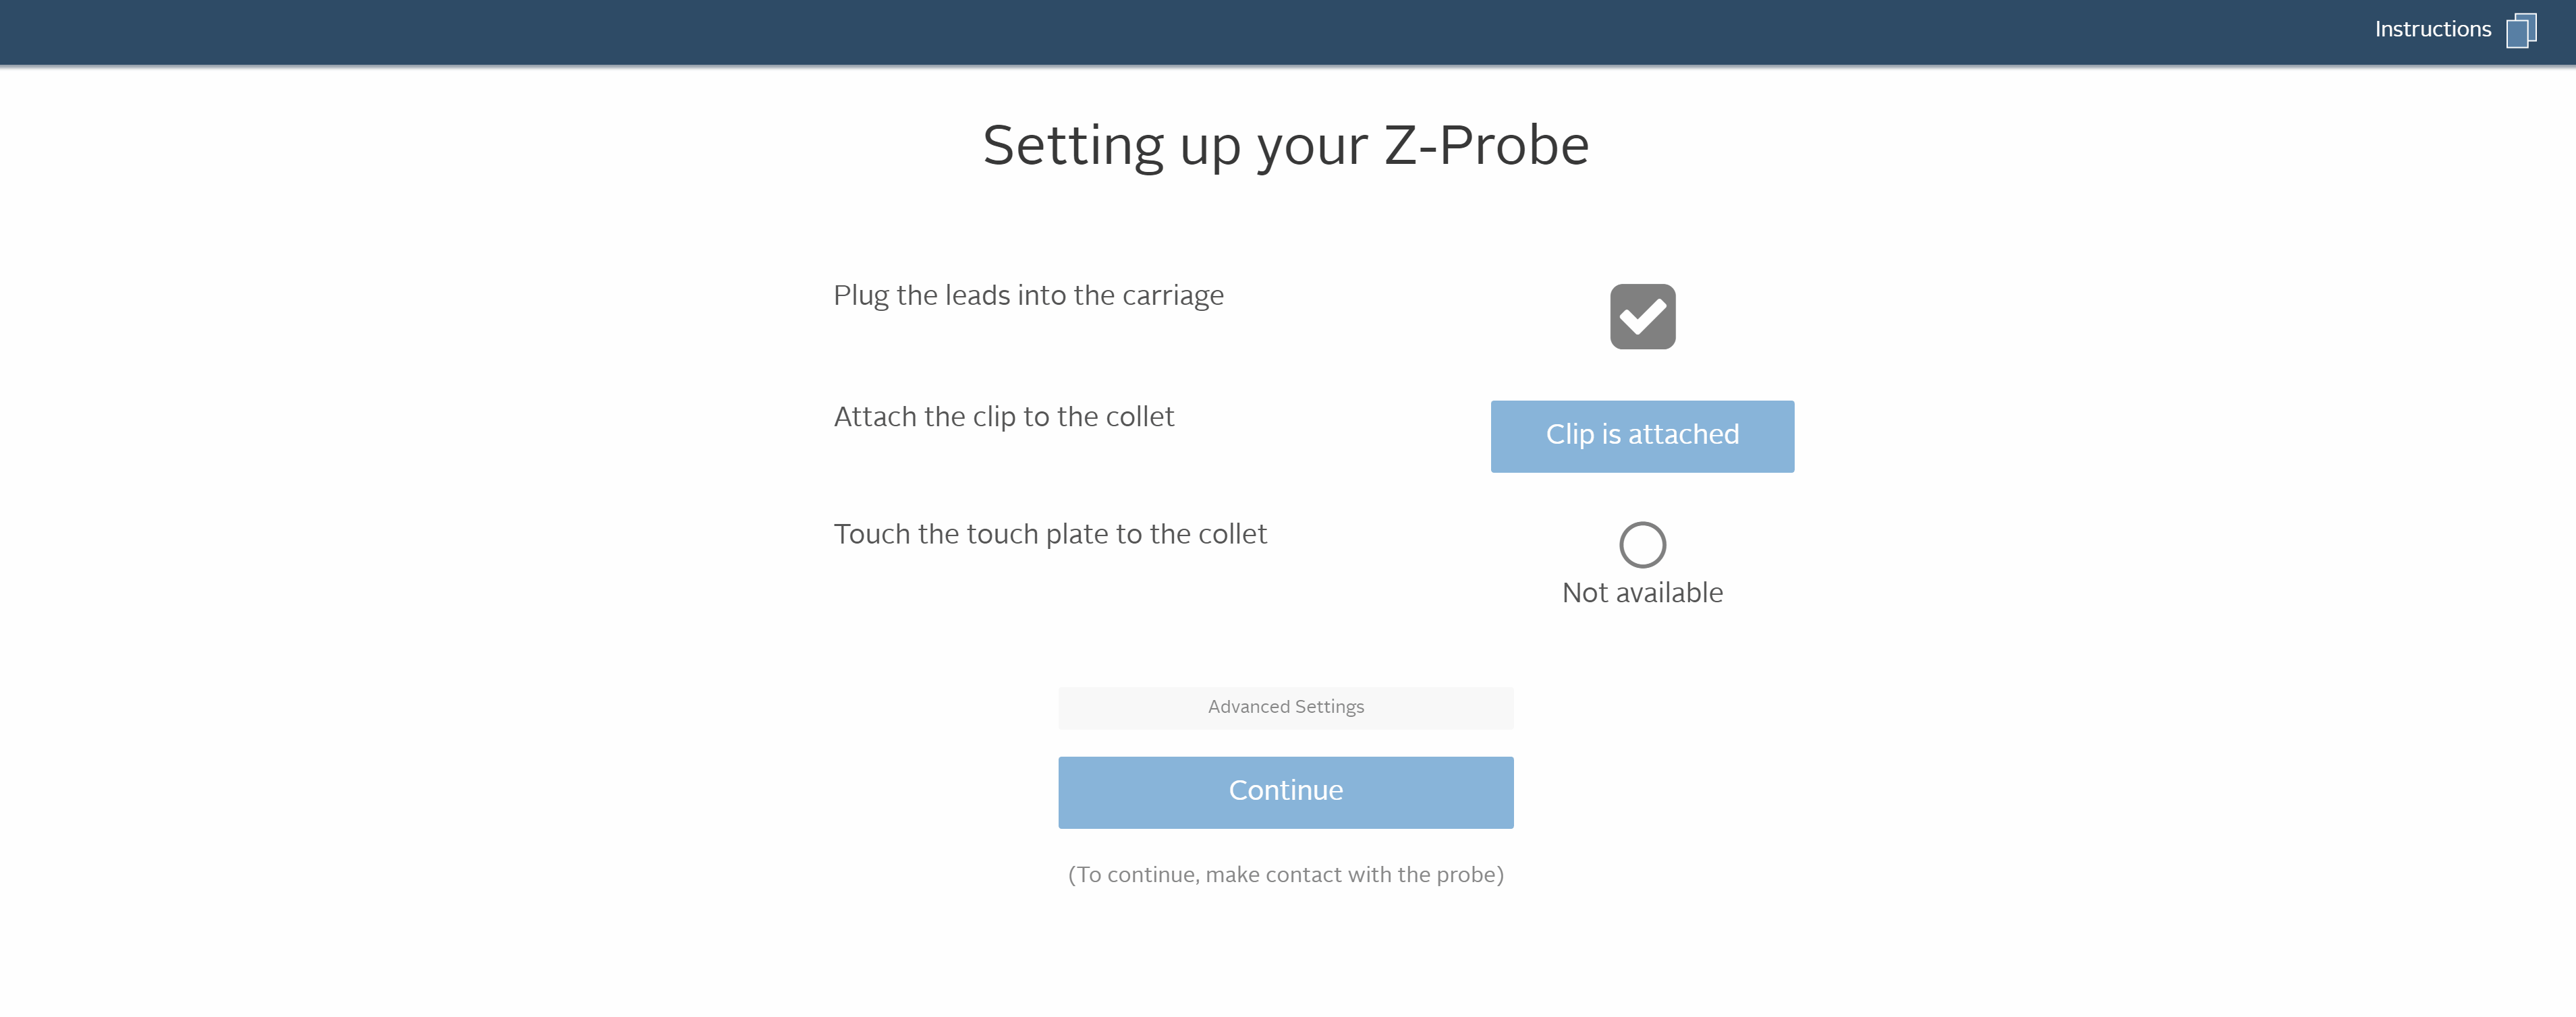 Instructions
Setting up your Z-Probe
Plug the leads into the carriage
Attach the clip to the collet
Clip is attached
Touch the touch plate to the collet
Not available
Advanced Settings
Continue
(To continue, make contact with the probe)